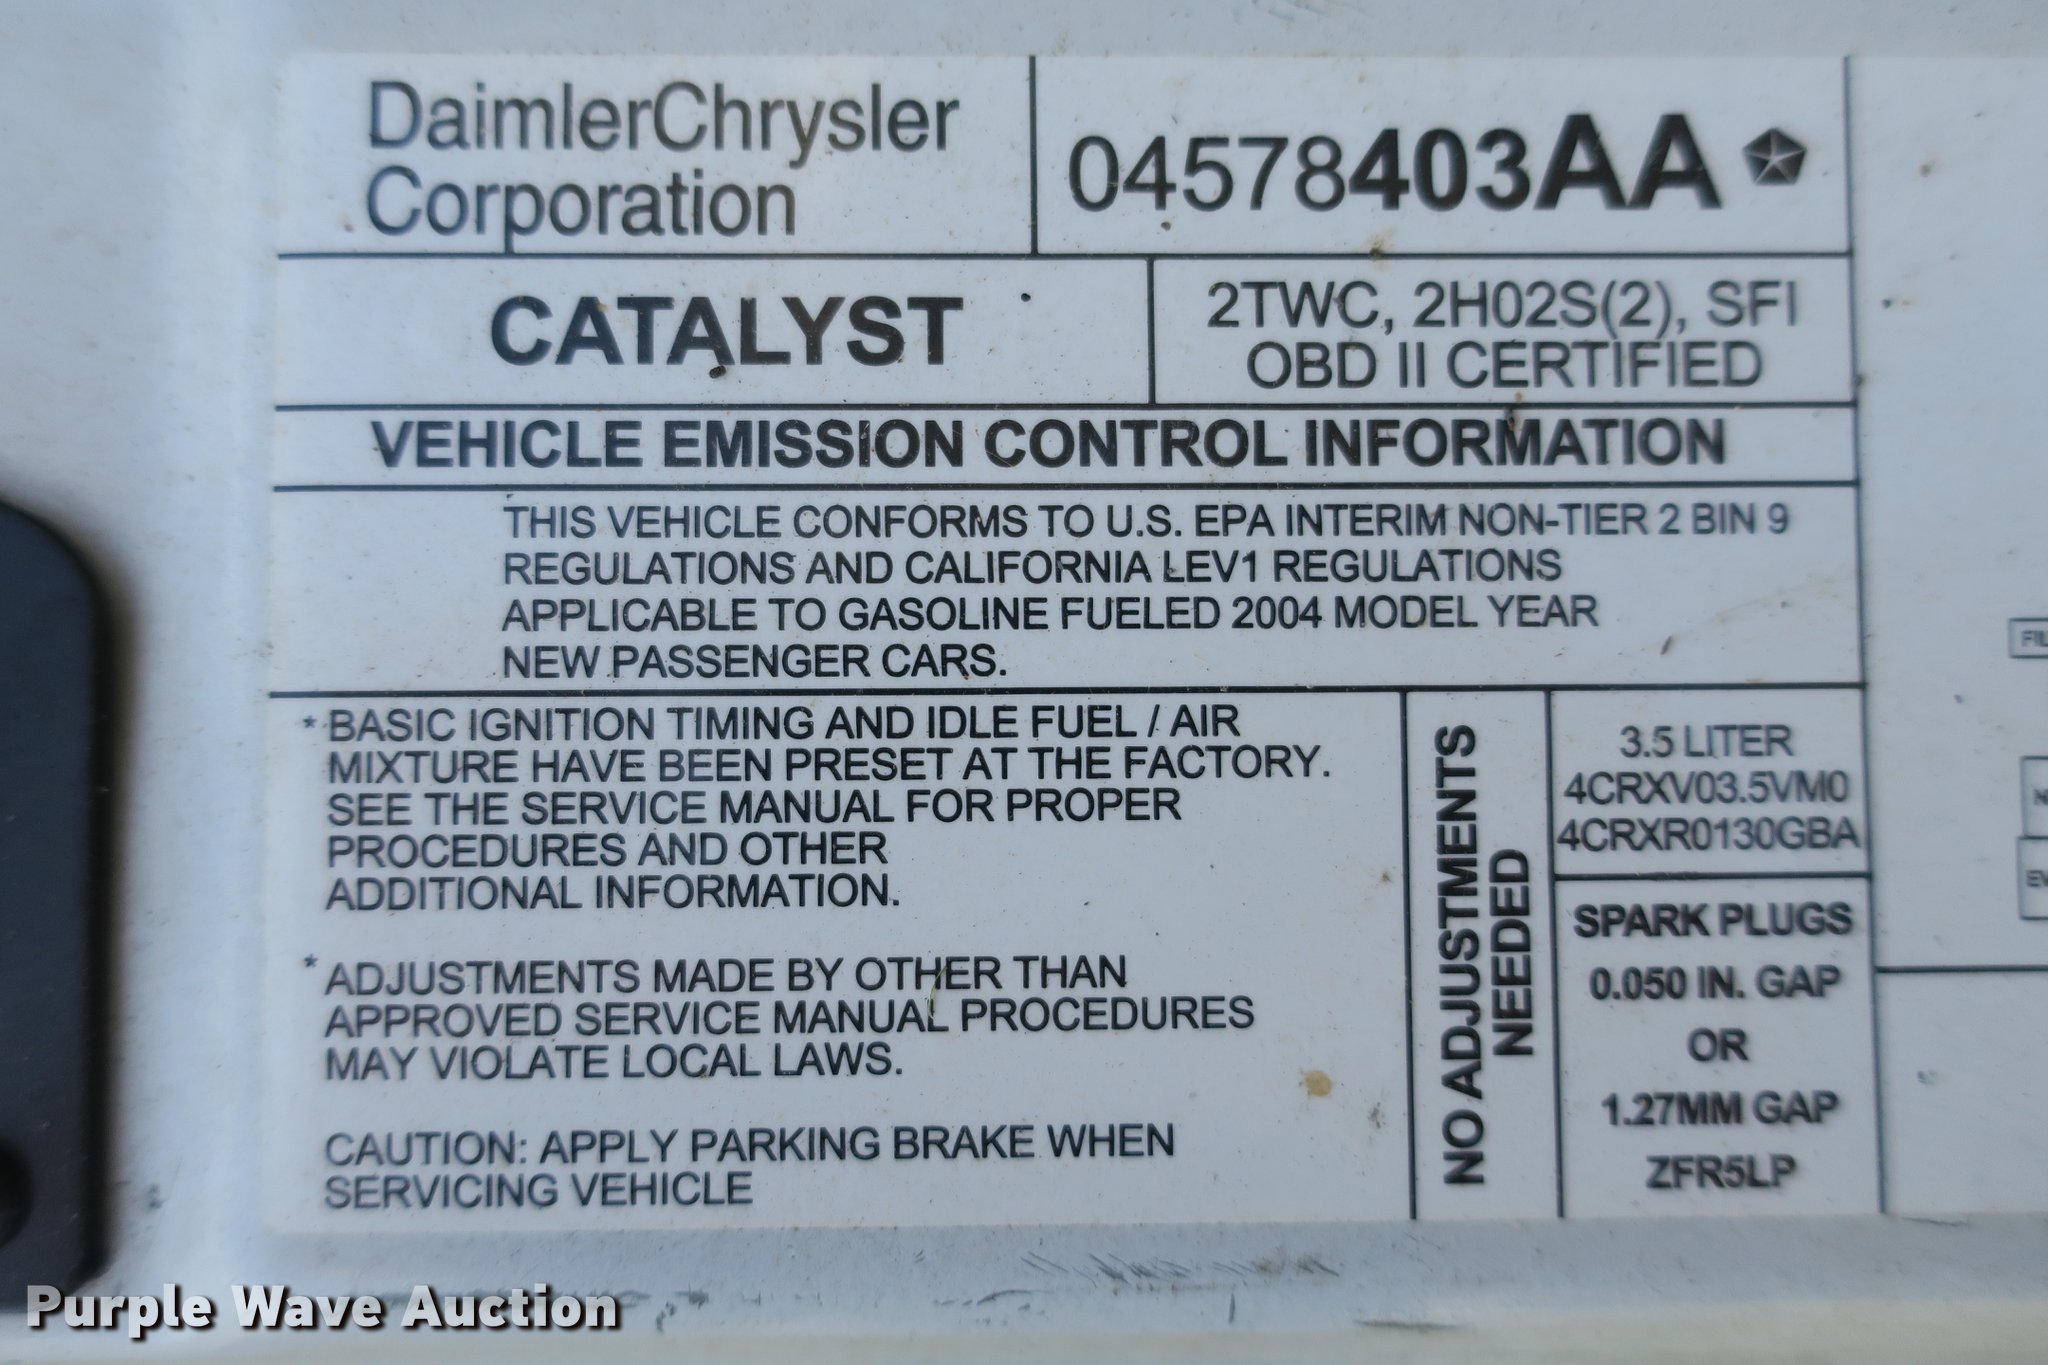 DaimlerChrysler
Corporation
04578403AA
CATALYST
2TWC, 2H02S(2), SFI
OBD II CERTIFIED
VEHICLE EMISSION CONTROL INFORMATION
THIS VEHICLE CONFORMS TO U.S. EPA INTERIM NON-TIER 2 BIN 9
REGULATIONS AND CALIFORNIA LEV1 REGULATIONS
APPLICABLE TO GASOLINE FUELED 2004 MODEL YEAR
NEW PASSENGER CARS.
* BASIC IGNITION TIMING AND IDLE FUEL / AIR
MIXTURE HAVE BEEN PRESET AT THE FACTORY.
SEE THE SERVICE MANUAL FOR PROPER
PROCEDURES AND OTHER
ADDITIONAL INFORMATION.
* ADJUSTMENTS MADE BY OTHER THAN
APPROVED SERVICE MANUAL PROCEDURES
MAY VIOLATE LOCAL LAWS.
CAUTION: APPLY PARKING BRAKE WHEN
SERVICING VEHICLE
NO ADJUSTMENTS
NEEDED
3.5 LITER
4CRXV03.5VM0
4CRXR0130GBA
SPARK PLUGS
0.050 IN. GAP
OR
1.27MM GAP
ZFR5LP
Purple Wave Auction